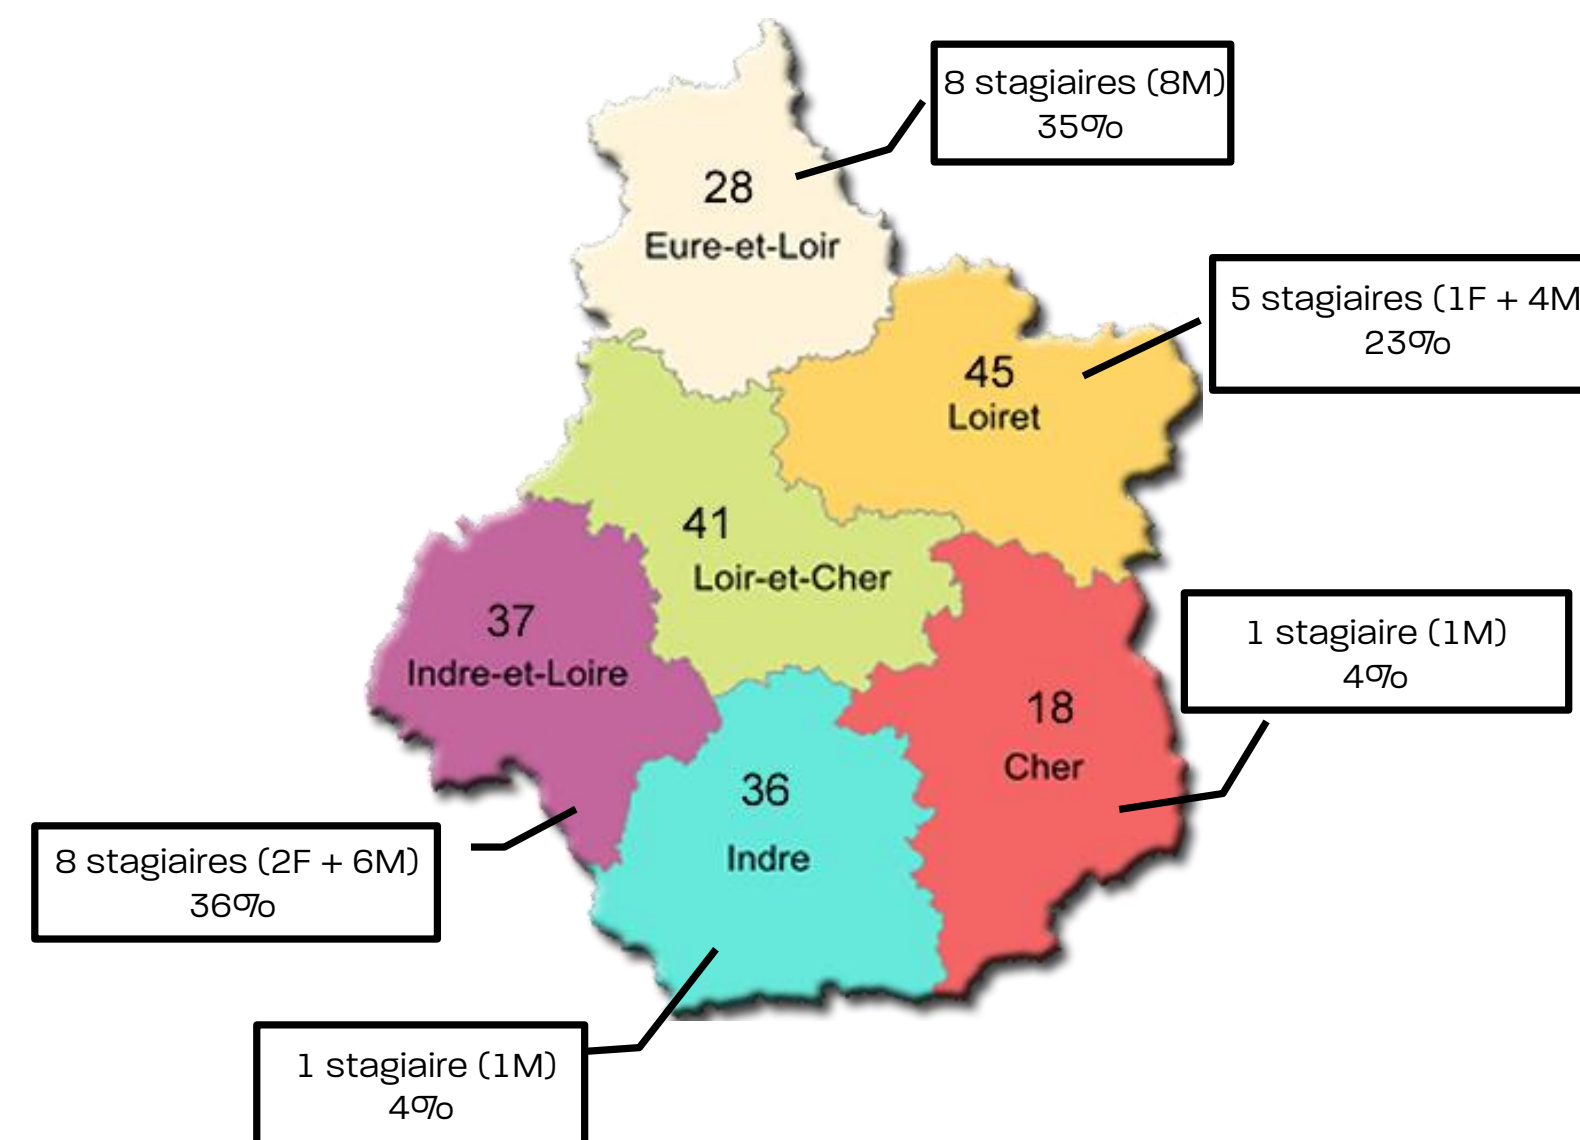 8 stagiaires (8M)
35%
28
Eure-et-Loir
5 stagiaires (1F + 4M
23%
45
Loiret
41
Loir-et-Cher
37
Indre-et-Loire
1 stagiaire (1M)
4%
18
Cher
36
Indre
8 stagiaires (2F + 6M)
36%
1 stagiaire (1M)
4%